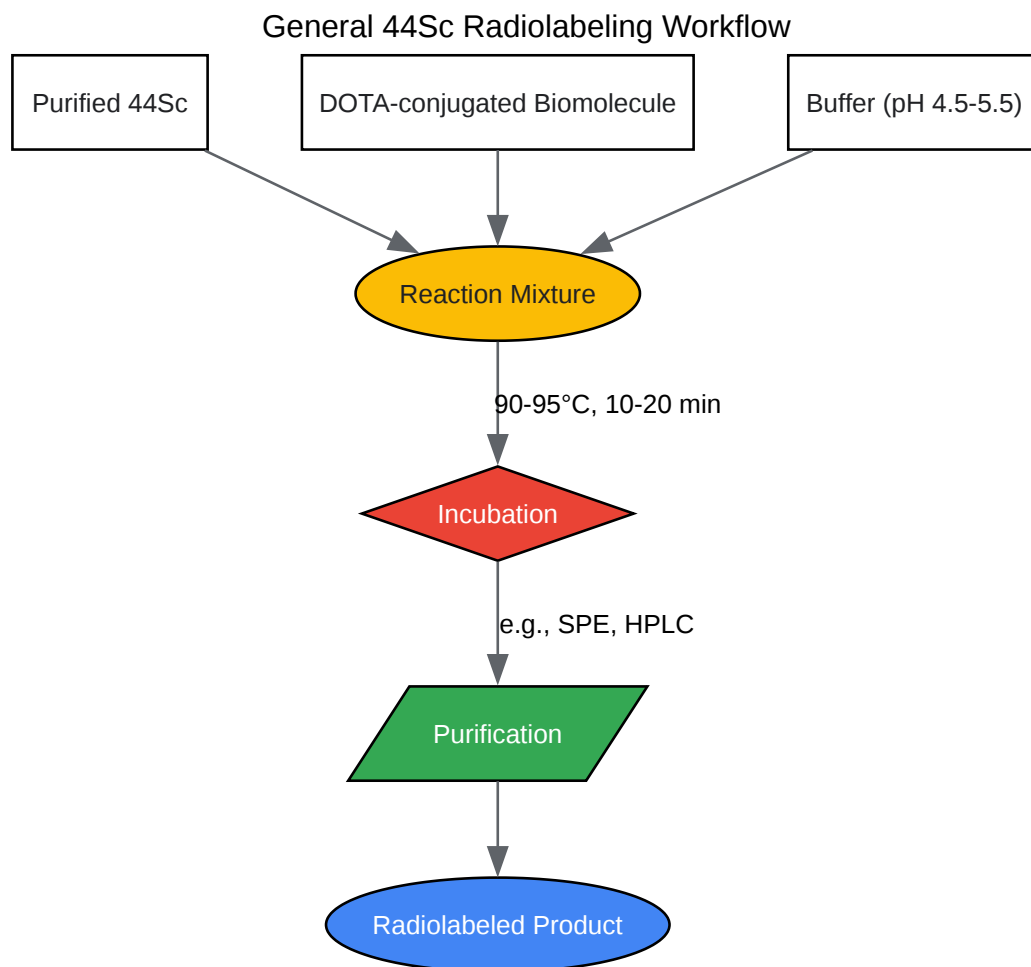 General 44Sc Radiolabeling Workflow
Purified 44Sc
DOTA-conjugated Biomolecule
Buffer (pH 4.5-5.5)
Reaction Mixture
90-95°C, 10-20 min
Incubation
e.g., SPE, HPLC
Purification
Radiolabeled Product